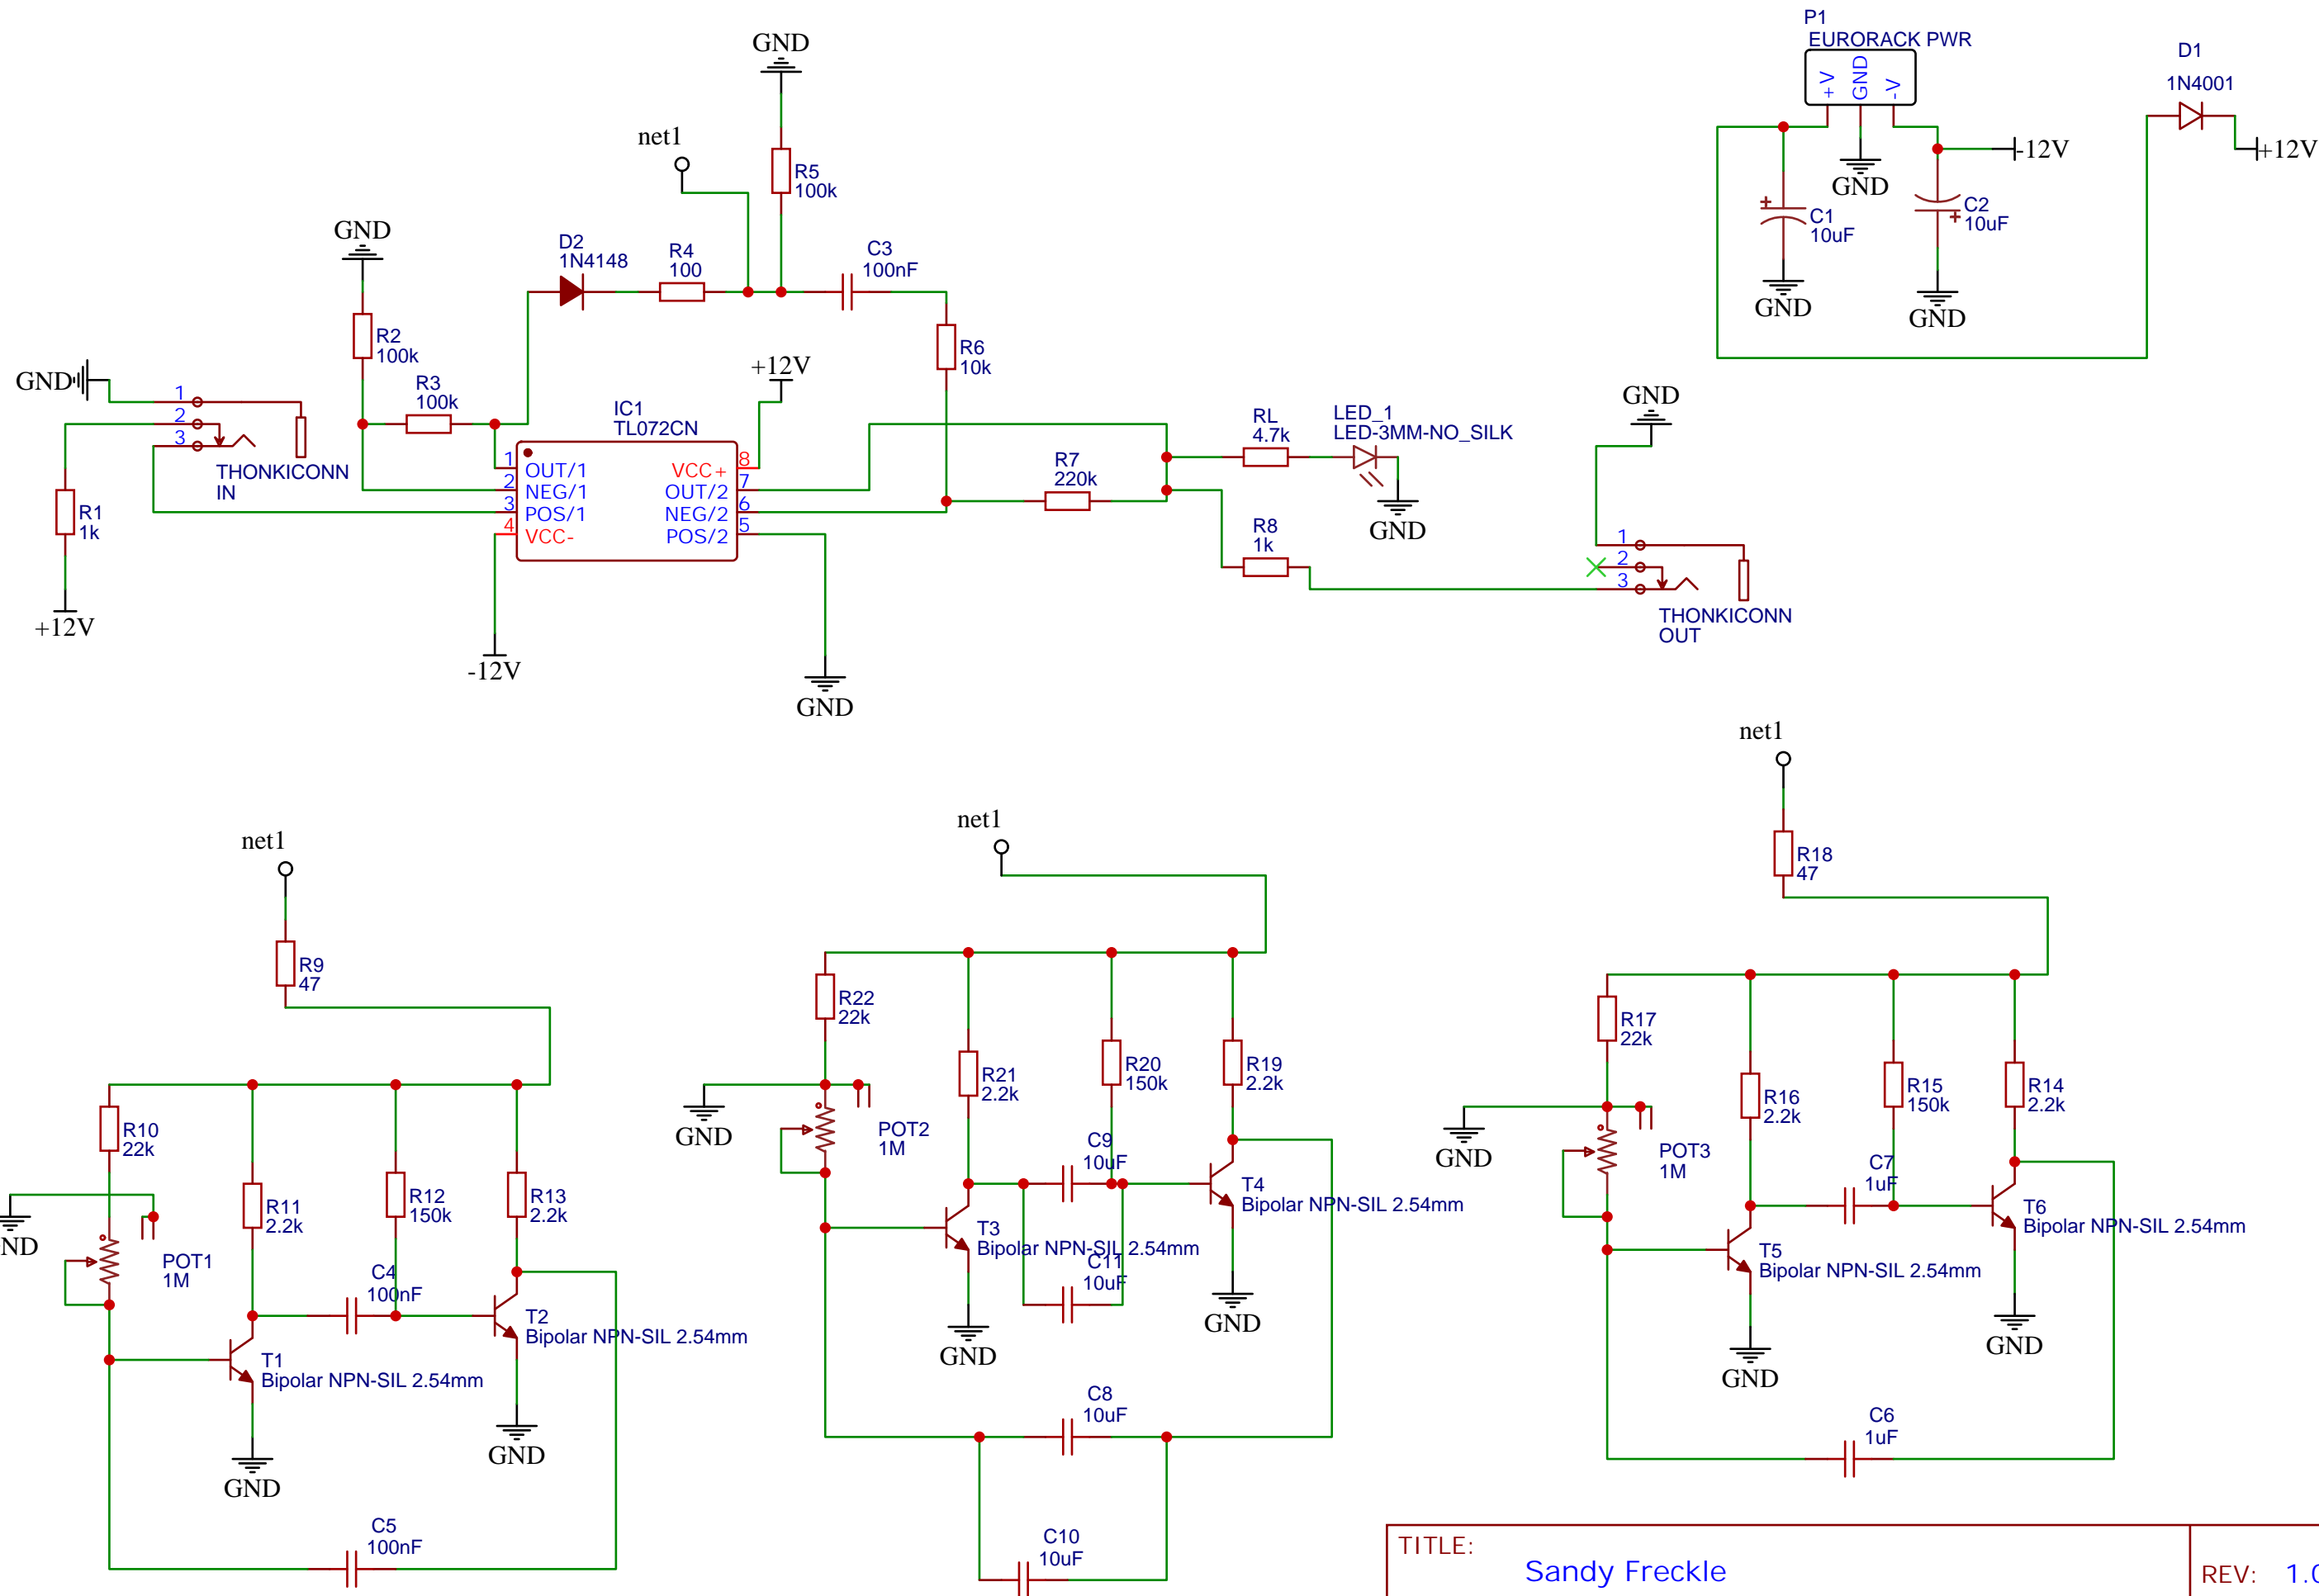 P1
EURORACK PWR
+V
GND
-V
D1
1N4001
-12V
+12V
GND
C1
10uF
C2
10uF
GND
GND
GND
net1
R5
100k
GND
D2
1N4148
R4
100
C3
100nF
R2
100k
R6
10k
+12V
GND
1
2
3
R3
100k
THONKICONN
IN
R1
1k
+12V
IC1
TL072CN
1 OUT/1
2 NEG/1
3 POS/1
4 VCC-
VCC+ 8
OUT/2 7
NEG/2 6
POS/2 5
-12V
GND
R7
220k
RL
4.7k
LED_1
LED-3MM-NO_SILK
GND
R8
1k
GND
1
2
3
THONKICONN
OUT
net1
R9
47
R10
22k
R11
2.2k
R12
150k
R13
2.2k
ND
POT1
1M
C4
100nF
T1
Bipolar NPN-SIL 2.54mm
T2
Bipolar NPN-SIL 2.54mm
GND
GND
C5
100nF
net1
R22
22k
R21
2.2k
R20
150k
R19
2.2k
GND
POT2
1M
C9
10uF
T3
Bipolar NPN-SIL 2.54mm
C11
10uF
T4
Bipolar NPN-SIL 2.54mm
GND
GND
C8
10uF
C10
10uF
net1
R18
47
R17
22k
R16
2.2k
R15
150k
R14
2.2k
GND
POT3
1M
C7
1uF
T5
Bipolar NPN-SIL 2.54mm
T6
Bipolar NPN-SIL 2.54mm
GND
GND
C6
1uF
TITLE:
Sandy Freckle
REV: 1.0